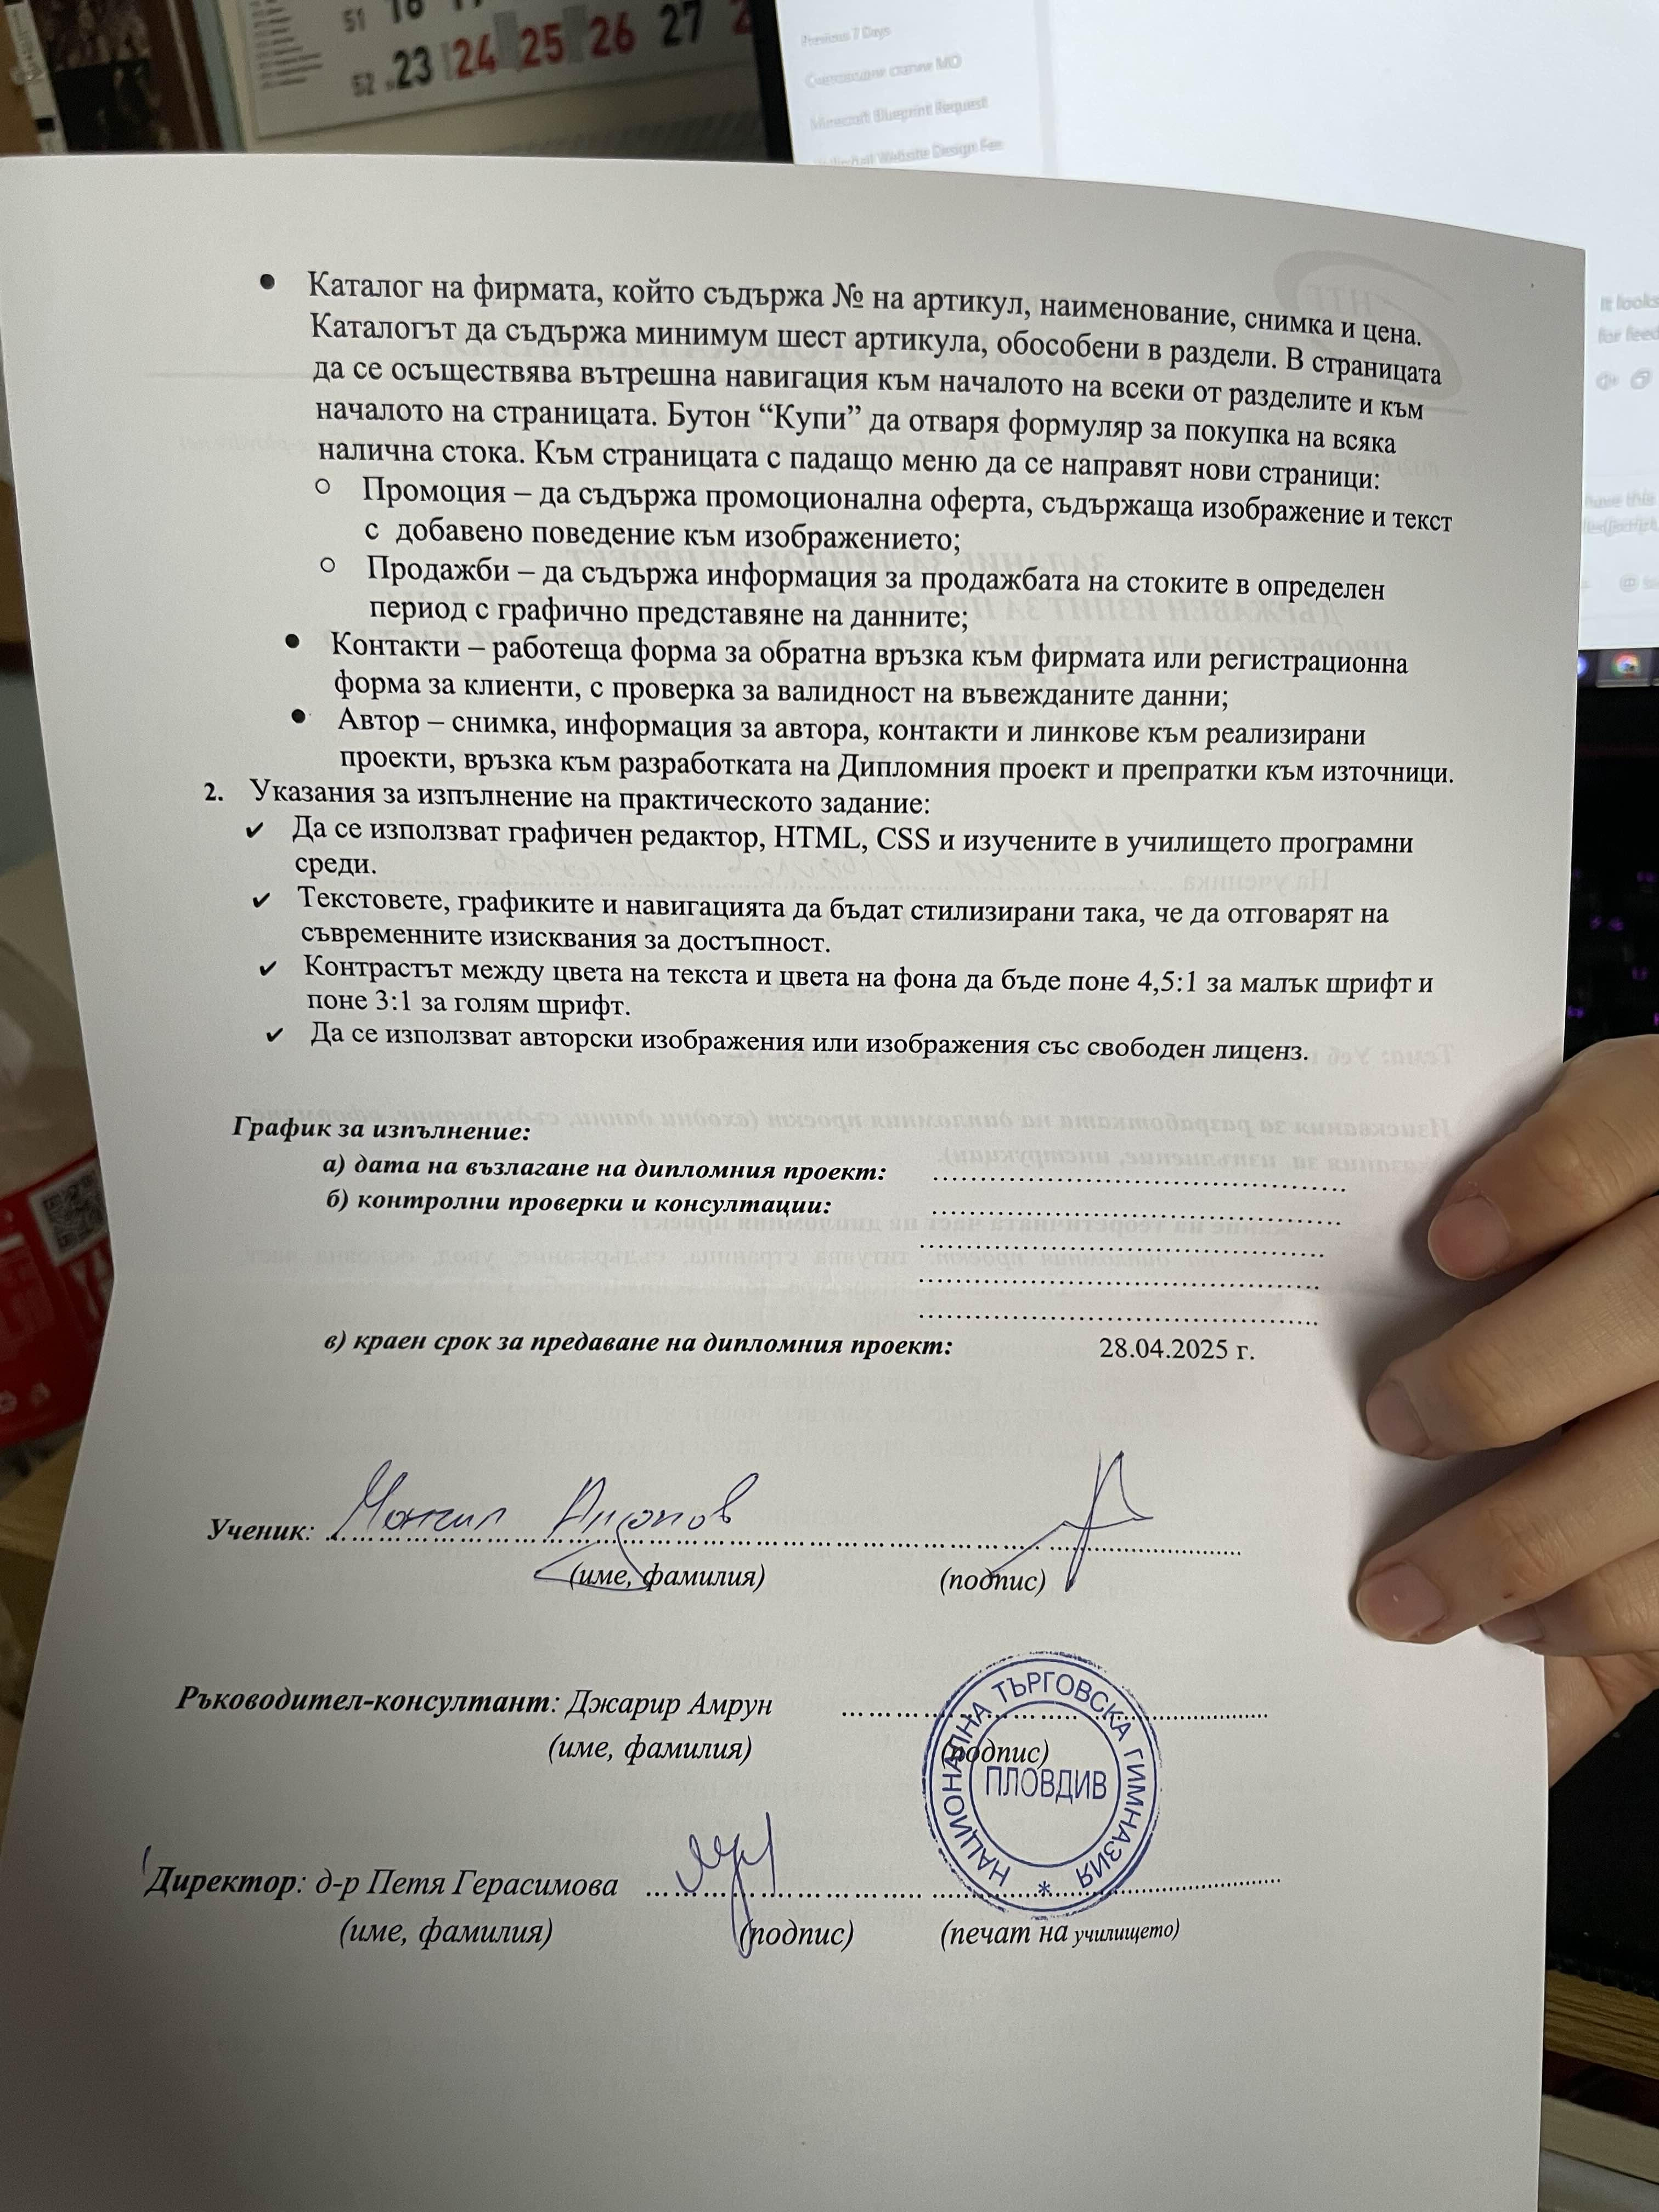 51
52 23 24 25 26 27
Previous 7 Days
Minecraft Blueprint Request
Website Design Fee
It looks
for feed
have this
Каталог на фирмата, който съдържа № на артикул, наименование, снимка и цена.
Каталогът да съдържа минимум шест артикула, обособени в раздели. В страницата
да се осъществява вътрешна навигация към началото на всеки от разделите и към
началото на страницата. Бутон “Купи” да отваря формуляр за покупка на всяка
налична стока. Към страницата с падащо меню да се направят нови страници:
Промоция – да съдържа промоционална оферта, съдържаща изображение и текст
с добавено поведение към изображението;
Продажби – да съдържа информация за продажбата на стоките в определен
период с графично представяне на данните;
Контакти – работеща форма за обратна връзка към фирмата или регистрационна
форма за клиенти, с проверка за валидност на въвежданите данни;
Автор – снимка, информация за автора, контакти и линкове към реализирани
проекти, връзка към разработката на Дипломния проект и препратки към източници.
2. Указания за изпълнение на практическото задание:
✔ Да се използват графичен редактор, HTML, CSS и изучените в училището програмни
среди.
✔ Текстовете, графиките и навигацията да бъдат стилизирани така, че да отговарят на
съвременните изисквания за достъпност.
✔ Контрастът между цвета на текста и цвета на фона да бъде поне 4,5:1 за малък шрифт и
поне 3:1 за голям шрифт.
✔ Да се използват авторски изображения или изображения със свободен лиценз.
График за изпълнение:
а) дата на възлагане на дипломния проект: ........................................
б) контролни проверки и консултации: ........................................
........................................
........................................
........................................
в) краен срок за предаване на дипломния проект: 28.04.2025 г.
Ученик:
(име, фамилия) (подпис)
Ръководител-консултант: Джарир Амрун
(име, фамилия) (подпис)
НАЦИОНАЛНА ТЪРГОВСКА ГИМНАЗИЯ
ПЛОВДИВ
Директор: д-р Петя Герасимова
(име, фамилия) (подпис) (печат на училището)